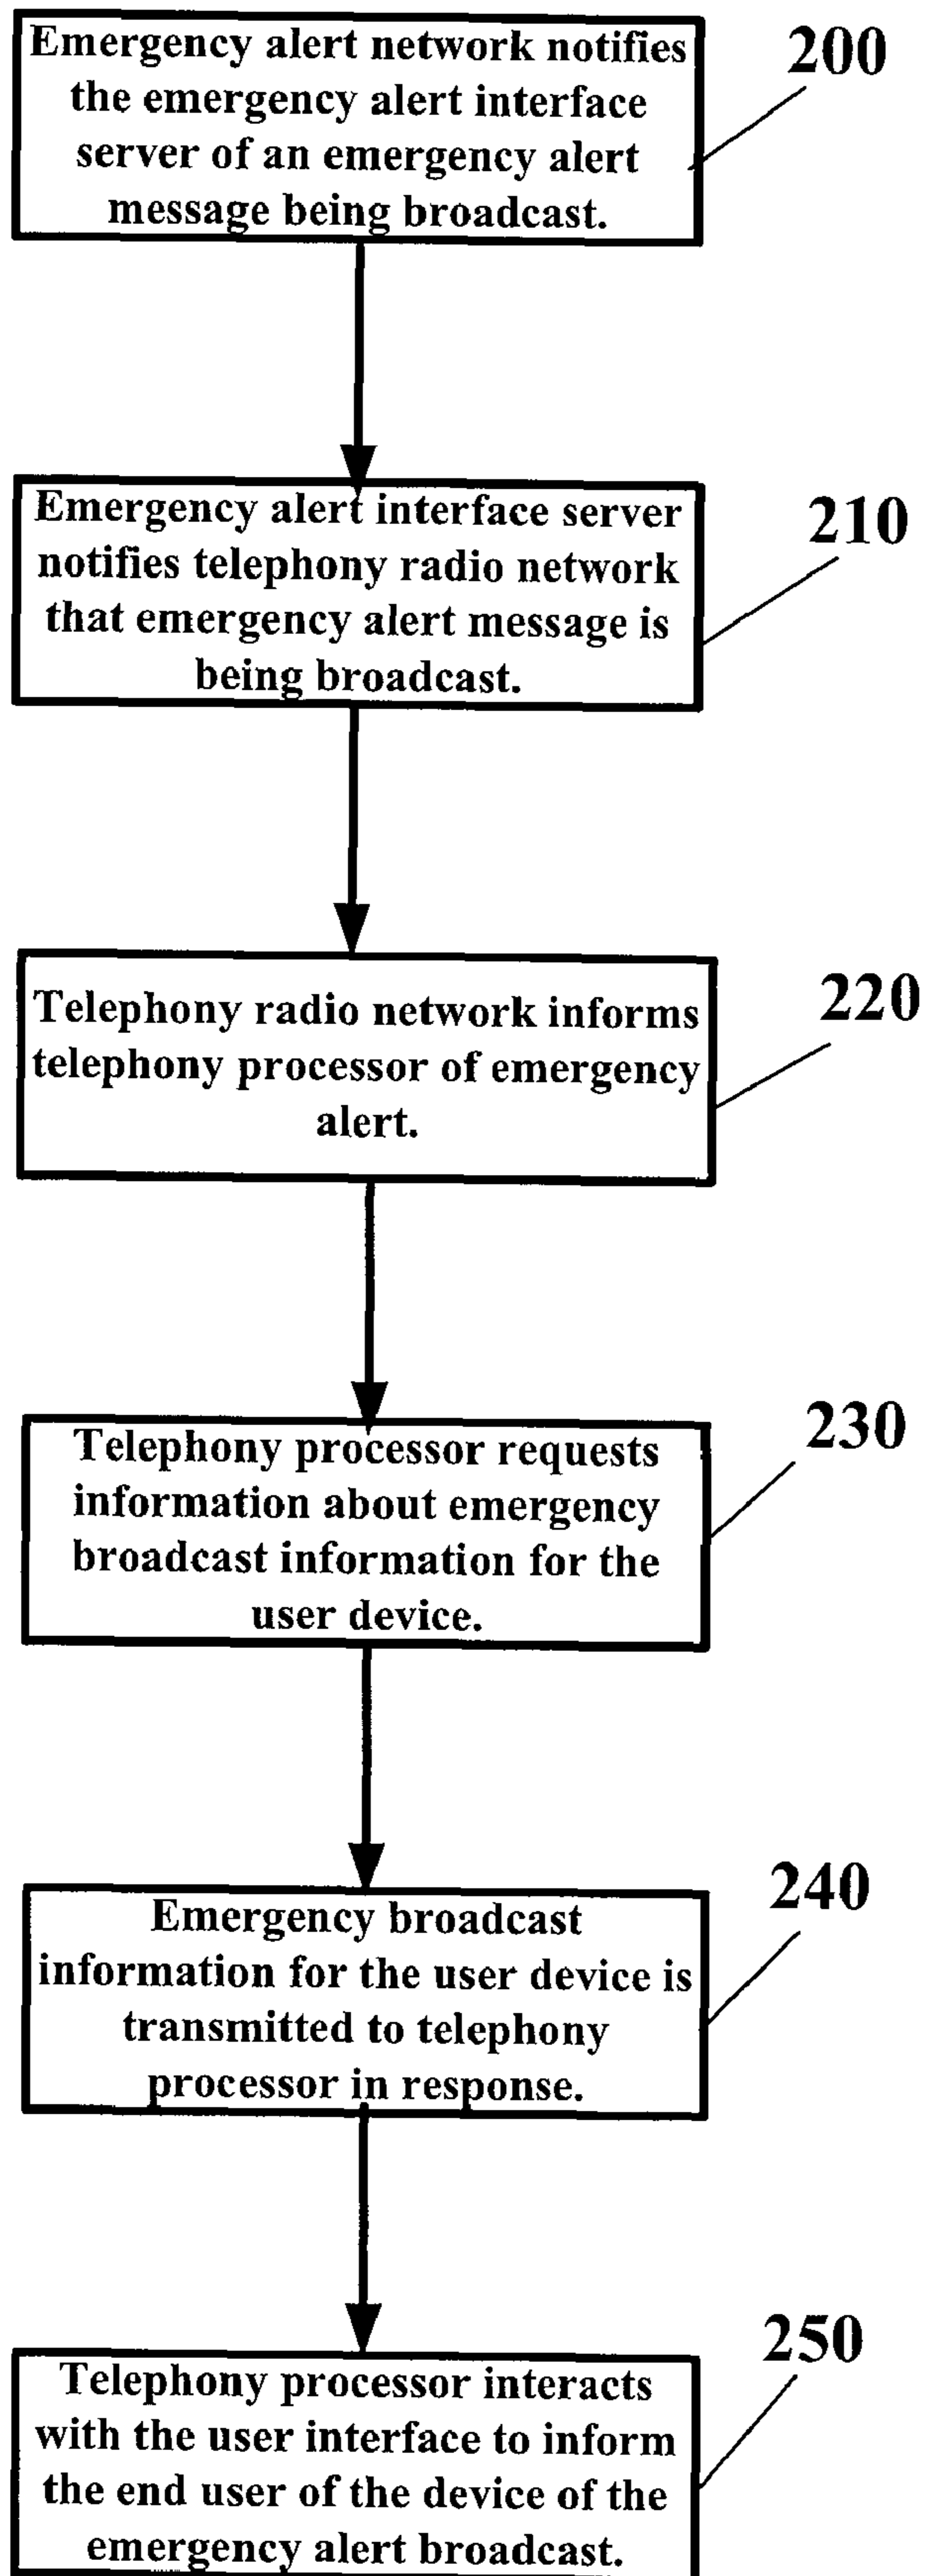 Emergency alert network notifies
the emergency alert interface
server of an emergency alert
message being broadcast.
200
Emergency alert interface server
notifies telephony radio network
that emergency alert message is
being broadcast.
210
Telephony radio network informs
telephony processor of emergency
alert.
220
Telephony processor requests
information about emergency
broadcast information for the
user device.
230
Emergency broadcast
information for the user device is
transmitted to telephony
processor in response.
240
Telephony processor interacts
with the user interface to inform
the end user of the device of the
emergency alert broadcast.
250